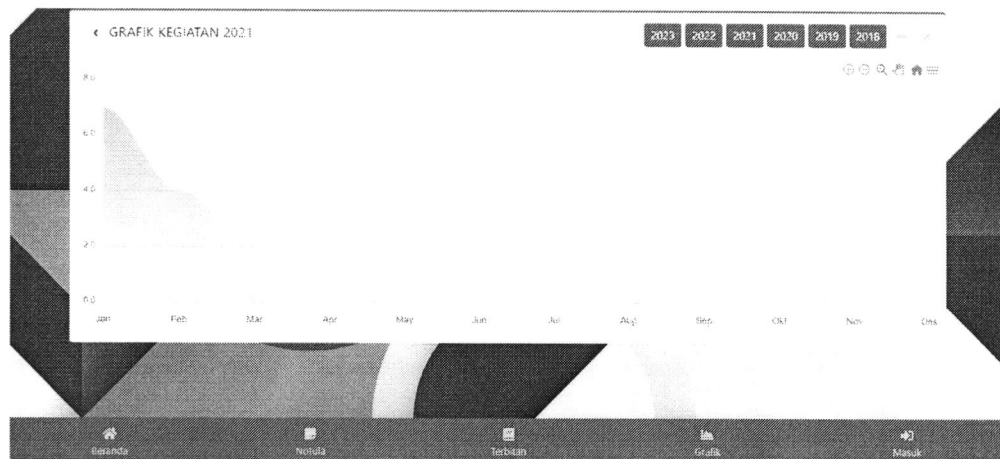 ‹ GRAFIK KEGIATAN 2021
2023 2022 2021 2020 2019 2018
8.0
6.0
4.0
2.0
0.0
Jan Feb Mar Apr May Jun Jul Aug Sep Okt Nov Des
Beranda Notula Terbitan Grafik Masuk